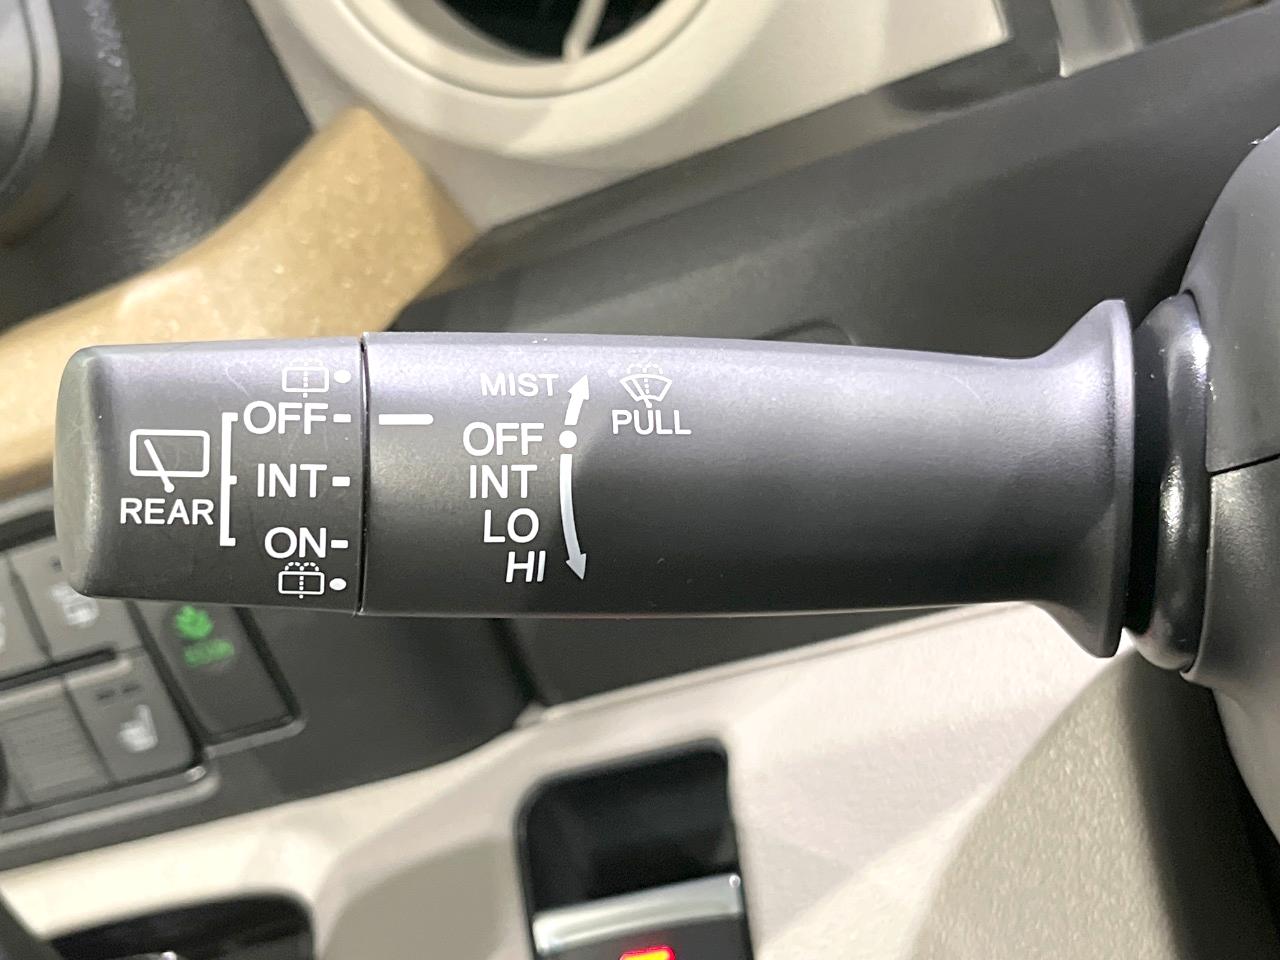 MIST
PULL
OFF
OFF
INT
INT
REAR
LO
ON
HI